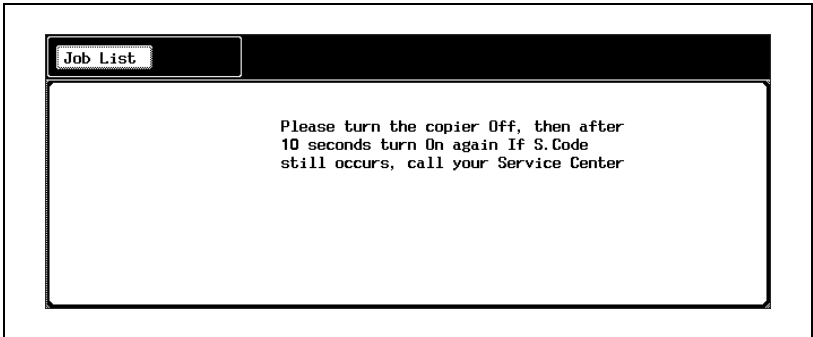 Job List
Please turn the copier Off, then after
10 seconds turn On again If S.Code
still occurs, call your Service Center